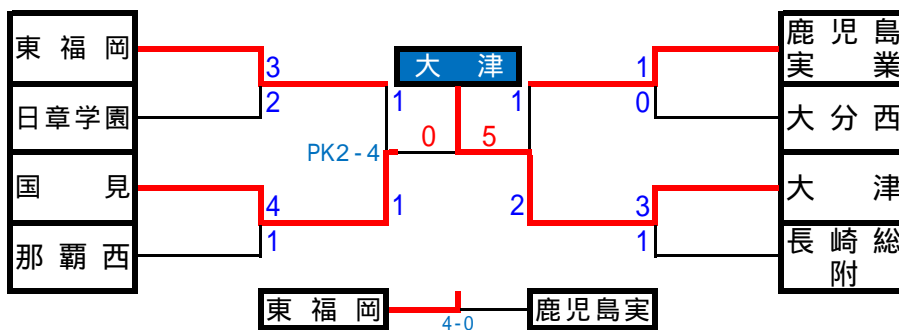 東福岡
日章学園
国見
那覇西
3
2
4
1
PK2-4
1
1
大津
0 5
1
2
1
0
3
1
鹿児島
実業
大分西
大津
長崎総
附
東福岡
4-0
鹿児島実